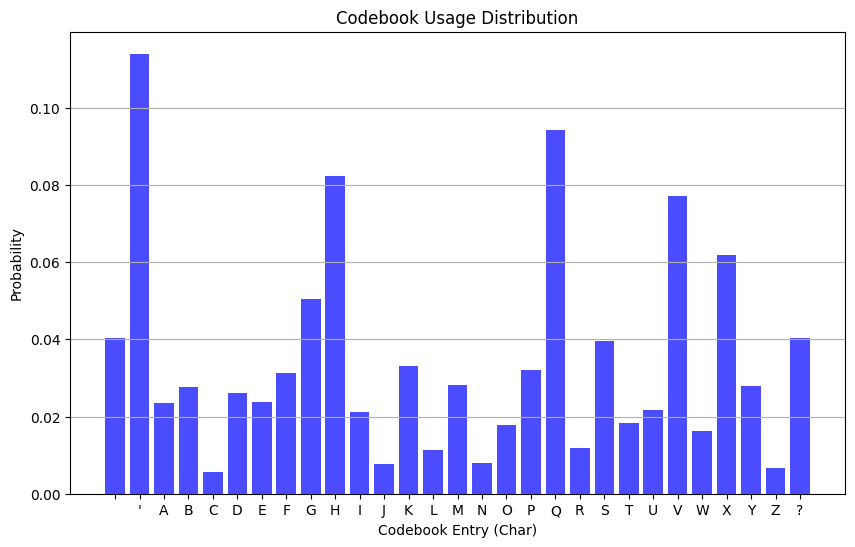 Codebook Usage Distribution
Probability
0.10
0.08
0.06
0.04
0.02
0.00
' A B C D E F G H I J K L M N O P Q R S T U V W X Y Z ?
Codebook Entry (Char)